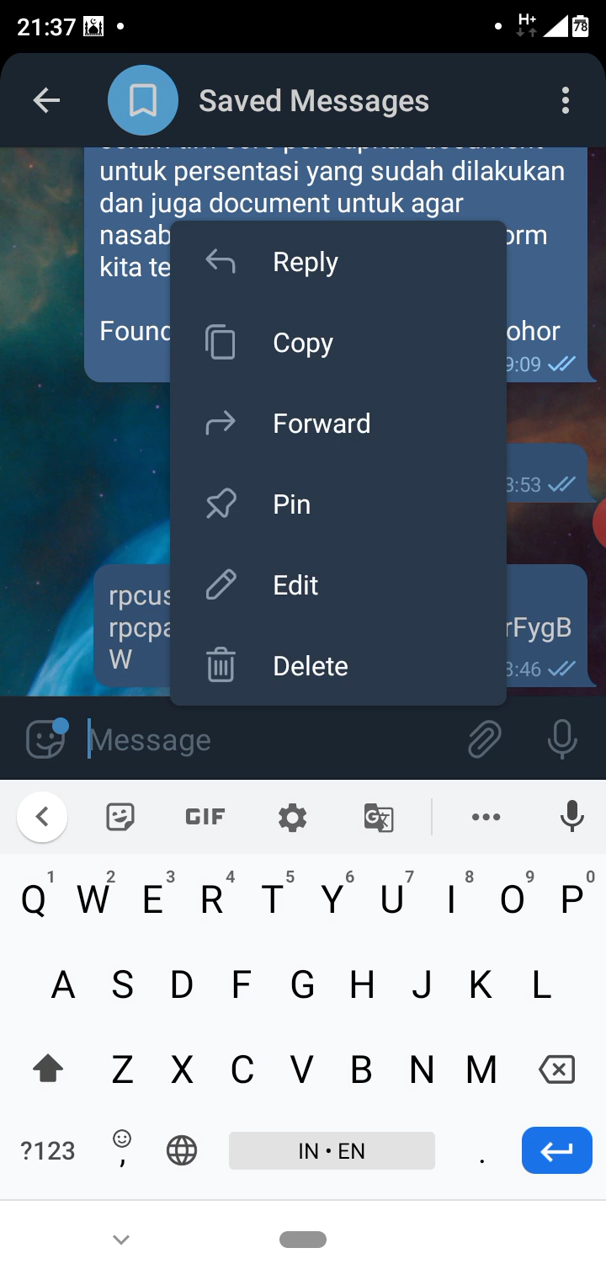 21:37
H+
78
Saved Messages
untuk persentasi yang sudah dilakukan
dan juga document untuk agar
nasab orm
kita te
Found ohor
9:09
Reply
Copy
Forward
Pin
Edit
Delete
3:53
rpcus
rpcpa rFygB
W
3:46
Message
GIF
G
1 2 3 4 5 6 7 8 9 0
Q W E R T Y U I O P
A S D F G H J K L
Z X C V B N M
?123 , IN • EN .